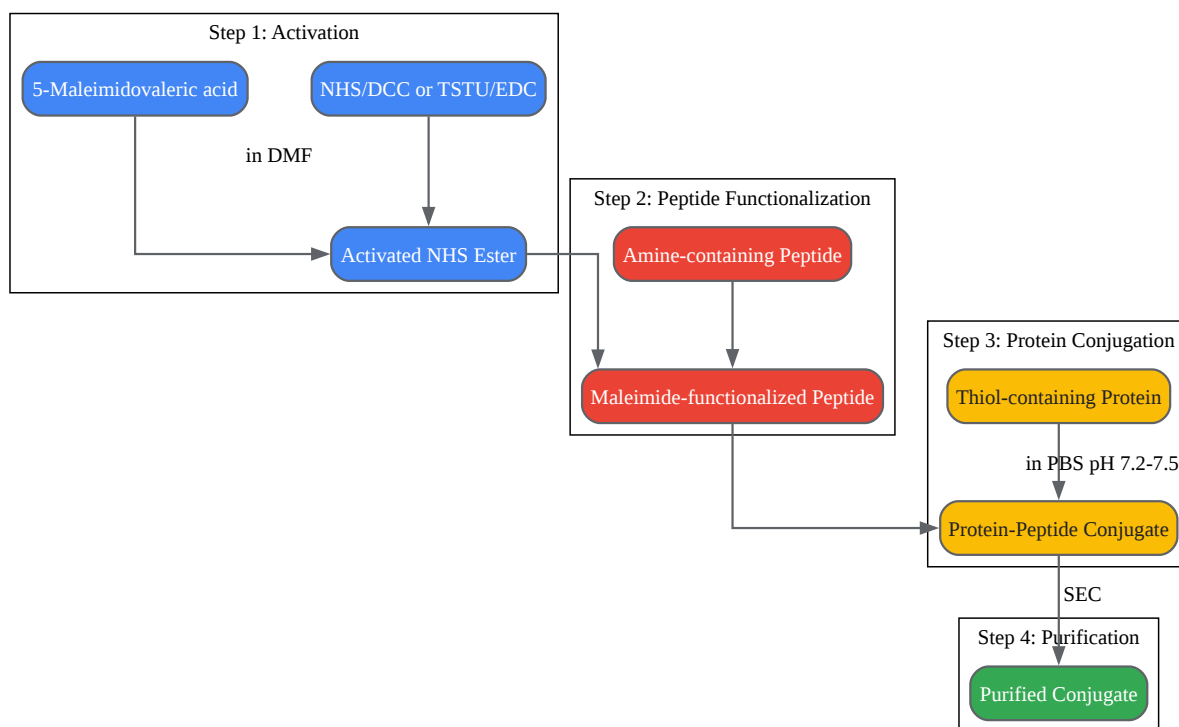 Step 1: Activation
5-Maleimidovaleric acid
NHS/DCC or TSTU/EDC
in DMF
Activated NHS Ester
Step 2: Peptide Functionalization
Amine-containing Peptide
Maleimide-functionalized Peptide
Step 3: Protein Conjugation
Thiol-containing Protein
in PBS pH 7.2-7.5
Protein-Peptide Conjugate
SEC
Step 4: Purification
Purified Conjugate